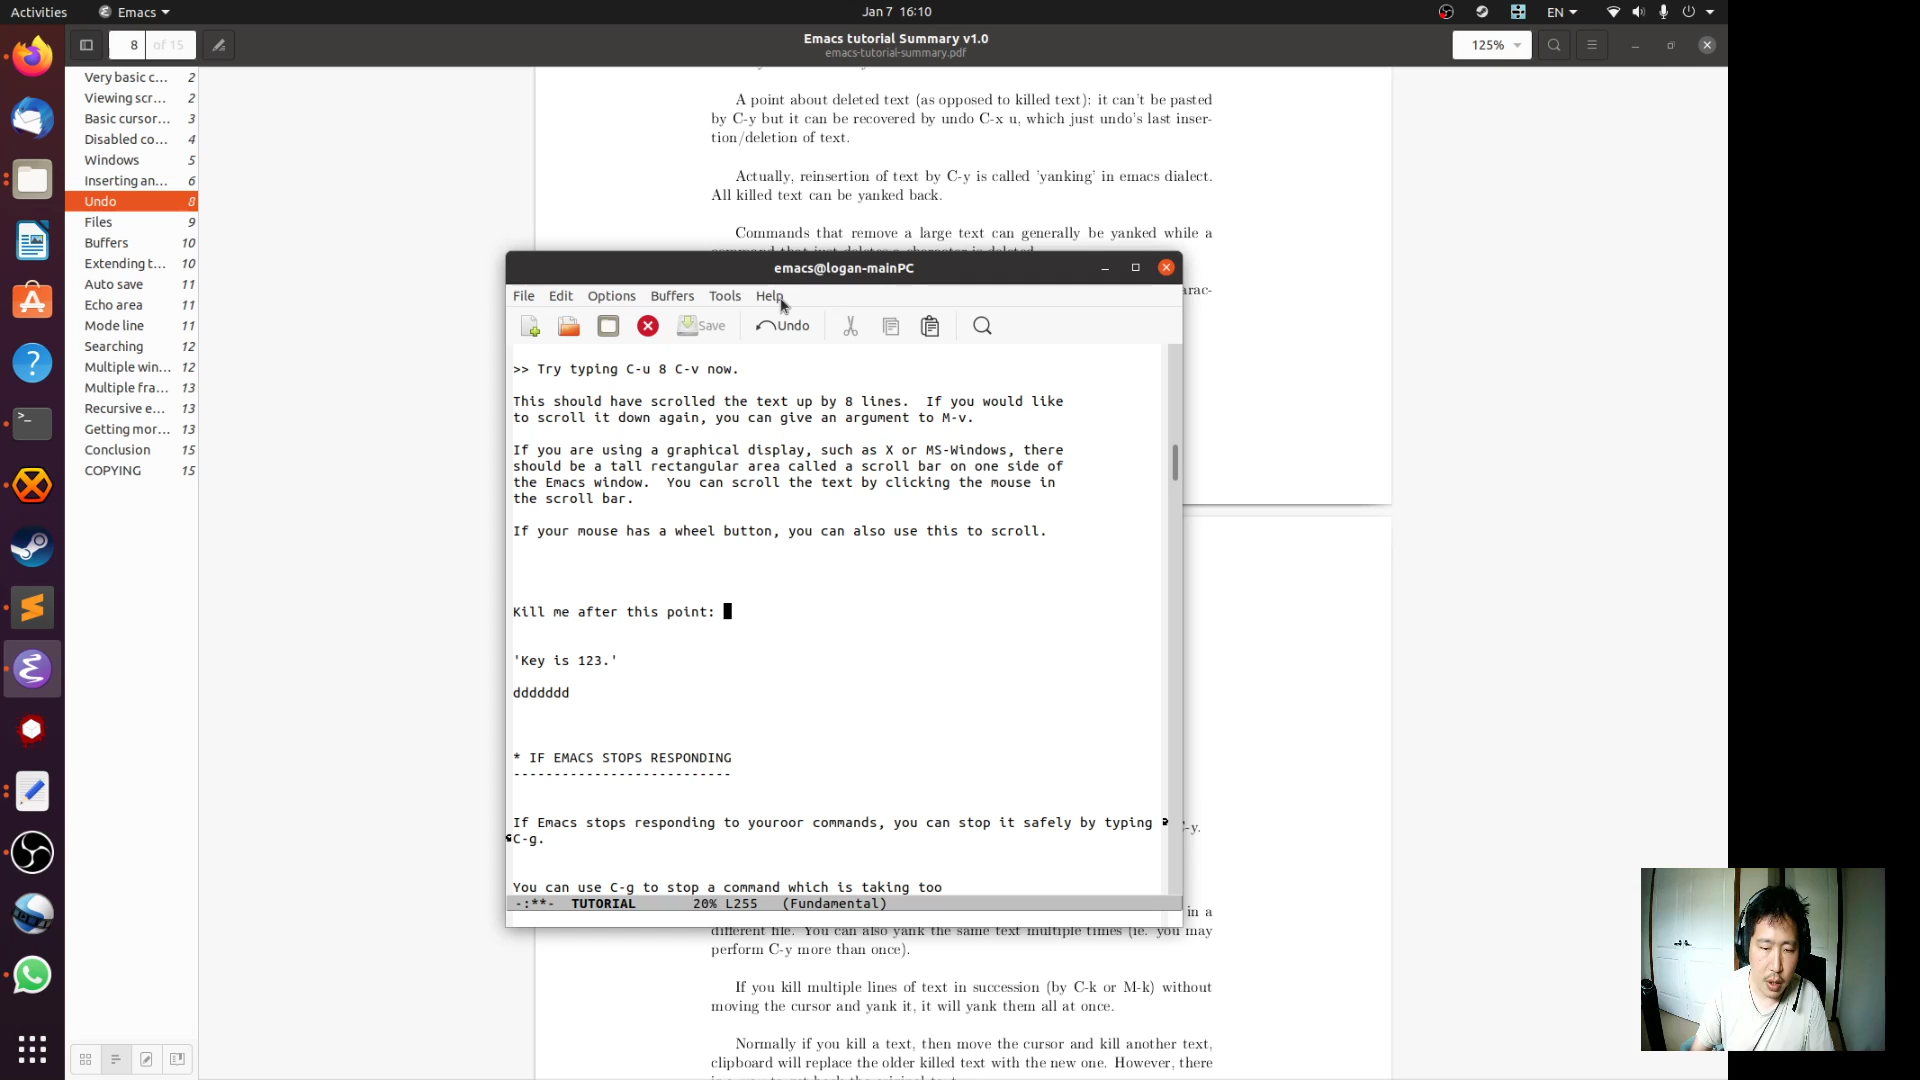 Activities
Emacs
Jan 7 16:10
EN
8 of 15
Emacs tutorial Summary v1.0
emacs-tutorial-summary.pdf
125%
Very basic c... 2
Viewing scr... 2
Basic cursor... 3
Disabled co... 4
Windows 5
Inserting an... 6
Undo 8
Files 9
Buffers 10
Extending t... 10
Auto save 11
Echo area 11
Mode line 11
Searching 12
Multiple win... 12
Multiple fra... 13
Recursive e... 13
Getting mor... 13
Conclusion 15
COPYING 15
A point about deleted text (as opposed to killed text): it can't be pasted
by C-y but it can be recovered by undo C-x u, which just undo's last inser-
tion/deletion of text.
Actually, reinsertion of text by C-y is called 'yanking' in emacs dialect.
All killed text can be yanked back.
Commands that remove a large text can generally be yanked while a
command that just deletes a character is deleted.
arac-
emacs@logan-mainPC
File Edit Options Buffers Tools Help
Save Undo
>> Try typing C-u 8 C-v now.
This should have scrolled the text up by 8 lines.  If you would like
to scroll it down again, you can give an argument to M-v.
If you are using a graphical display, such as X or MS-Windows, there
should be a tall rectangular area called a scroll bar on one side of
the Emacs window.  You can scroll the text by clicking the mouse in
the scroll bar.
If your mouse has a wheel button, you can also use this to scroll.
Kill me after this point:
'Key is 123.'
ddddddd
* IF EMACS STOPS RESPONDING
---------------------------
If Emacs stops responding to youroor commands, you can stop it safely by typing
C-g.
You can use C-g to stop a command which is taking too
-:**-  TUTORIAL       20% L255   (Fundamental)
C-y.
in a
different file. You can also yank the same text multiple times (ie. you may
perform C-y more than once).
If you kill multiple lines of text in succession (by C-k or M-k) without
moving the cursor and yank it, it will yank them all at once.
Normally if you kill a text, then move the cursor and kill another text,
clipboard will replace the older killed text with the new one. However, there